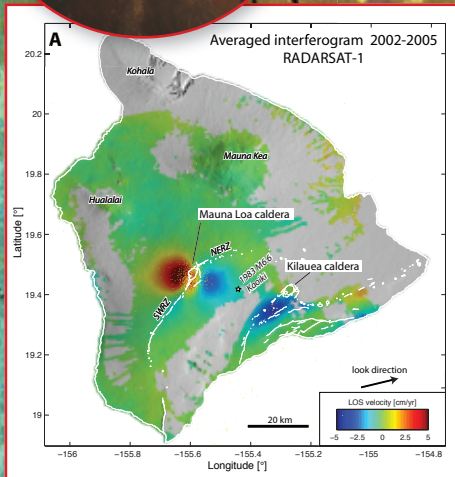 A
Averaged interferogram 2002-2005
RADARSAT-1
20.2
20
19.8
19.6
19.4
19.2
19
Latitude [°]
Kohala
Mauna Kea
Hualalai
Mauna Loa caldera
NERZ
1983 M6.6
Kaoiki
Kilauea caldera
SWRZ
look direction
20 km
LOS velocity [cm/yr]
−5 −2.5 0 2.5 5
−156 −155.8 −155.6 −155.4 −155.2 −155 −154.8
Longitude [°]